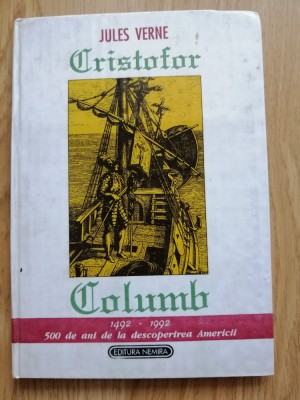 JULES VERNE
Cristofor
Columb
1492 - 1992
500 de ani de la descoperirea Americii
EDITURA NEMIRA